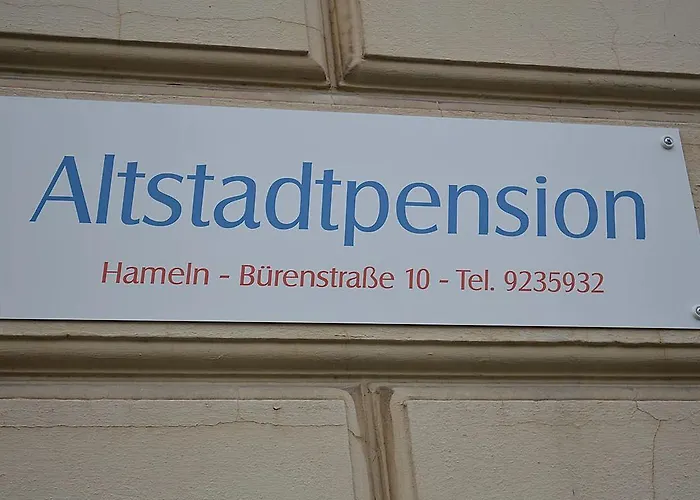 Altstadtpension
Hameln - Bürenstraße 10 - Tel. 9235932